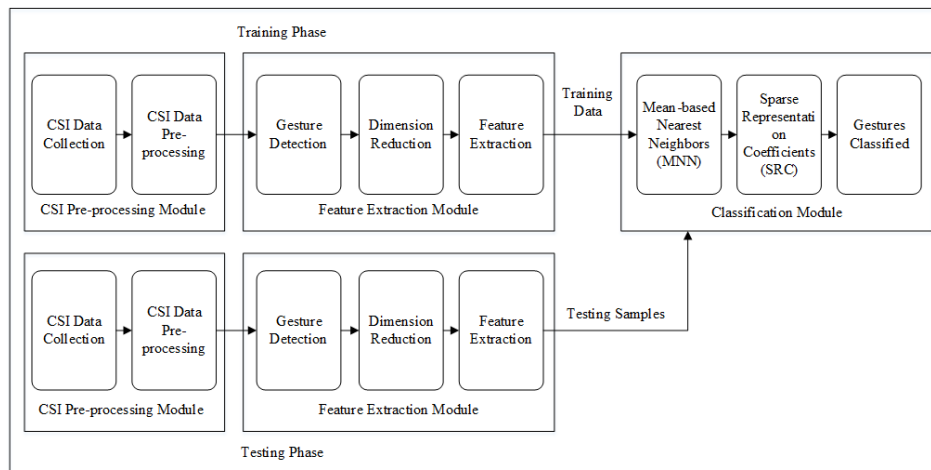 Training Phase
CSI Data
Collection
CSI Data
Pre-
processing
CSI Pre-processing Module
Gesture
Detection
Dimension
Reduction
Feature
Extraction
Feature Extraction Module
Training
Data
Mean-based
Nearest
Neighbors
(MNN)
Sparse
Representati
on
Coefficients
(SRC)
Gestures
Classified
Classification Module
CSI Data
Collection
CSI Data
Pre-
processing
CSI Pre-processing Module
Gesture
Detection
Dimension
Reduction
Feature
Extraction
Feature Extraction Module
Testing Samples
Testing Phase